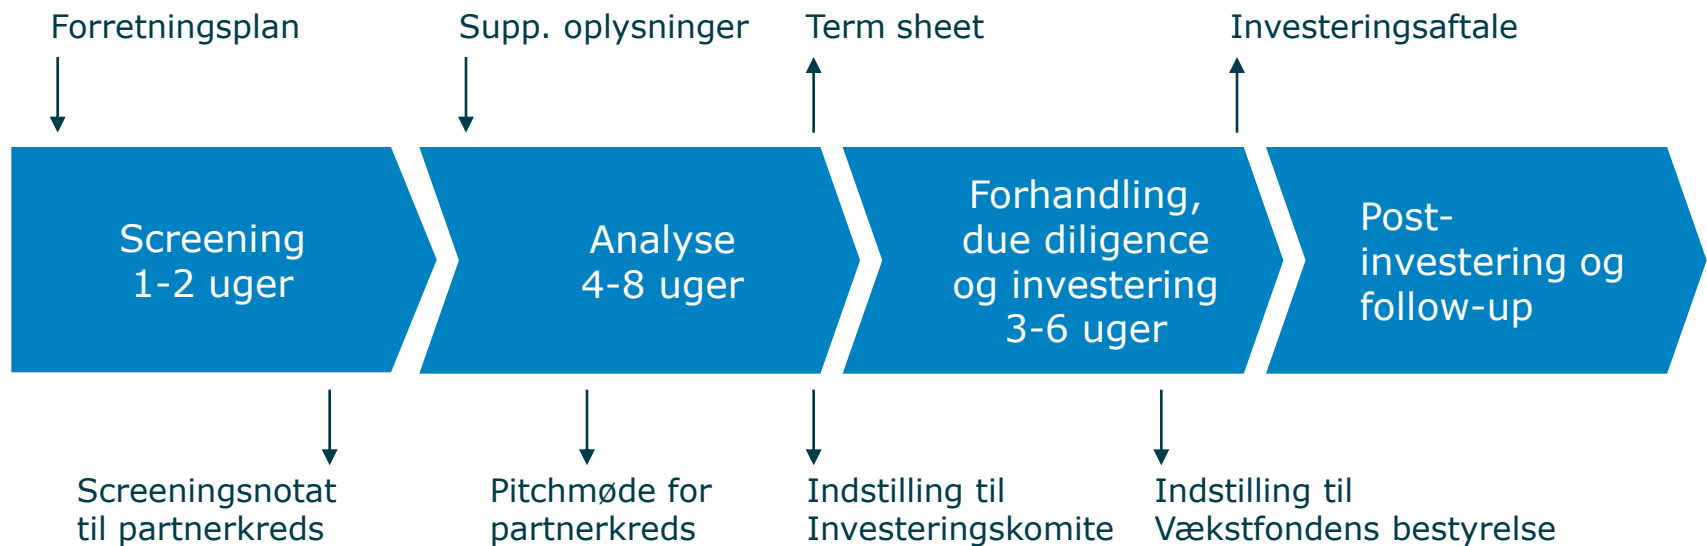 Forretningsplan
Supp. oplysninger
Term sheet
Investeringsaftale
Screening
1-2 uger
Analyse
4-8 uger
Forhandling,
due diligence
og investering
3-6 uger
Post-
investering og
follow-up
Screeningsnotat
til partnerkreds
Pitchmøde for
partnerkreds
Indstilling til
Investeringskomite
Indstilling til
Vækstfondens bestyrelse